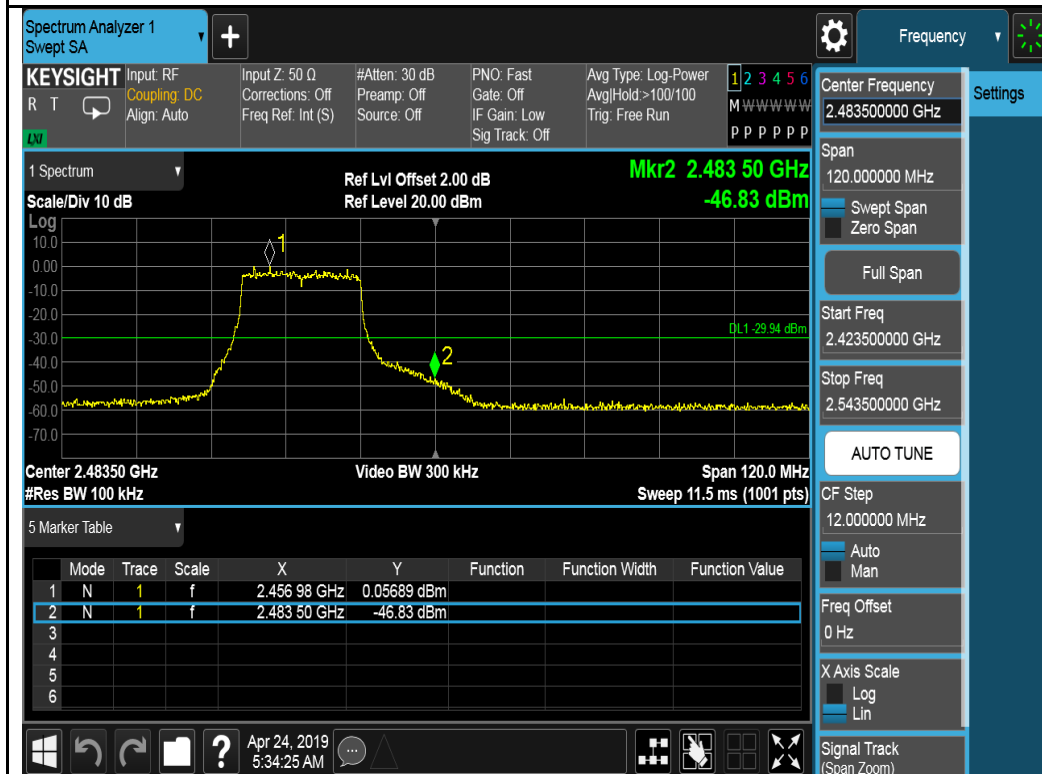 Spectrum Analyzer 1
Swept SA
+
Frequency
KEYSIGHT
R T
LXI
Input: RF
Coupling: DC
Align: Auto
Input Z: 50 Ω
Corrections: Off
Freq Ref: Int (S)
#Atten: 30 dB
Preamp: Off
Source: Off
PNO: Fast
Gate: Off
IF Gain: Low
Sig Track: Off
Avg Type: Log-Power
Avg|Hold:>100/100
Trig: Free Run
1 2 3 4 5 6
M W W W W W
P P P P P P
1 Spectrum
Scale/Div 10 dB
Ref Lvl Offset 2.00 dB
Ref Level 20.00 dBm
Mkr2 2.483 50 GHz
-46.83 dBm
Log
10.0
0.00
-10.0
-20.0
-30.0
-40.0
-50.0
-60.0
-70.0
1
2
DL1 -29.94 dBm
Center 2.48350 GHz
#Res BW 100 kHz
Video BW 300 kHz
Span 120.0 MHz
Sweep 11.5 ms (1001 pts)
5 Marker Table
Mode Trace Scale X Y Function Function Width Function Value
1 N 1 f 2.456 98 GHz 0.05689 dBm
2 N 1 f 2.483 50 GHz -46.83 dBm
3
4
5
6
Center Frequency
2.483500000 GHz
Settings
Span
120.000000 MHz
Swept Span
Zero Span
Full Span
Start Freq
2.423500000 GHz
Stop Freq
2.543500000 GHz
AUTO TUNE
CF Step
12.000000 MHz
Auto
Man
Freq Offset
0 Hz
X Axis Scale
Log
Lin
Signal Track
(Span Zoom)
?
Apr 24, 2019
5:34:25 AM